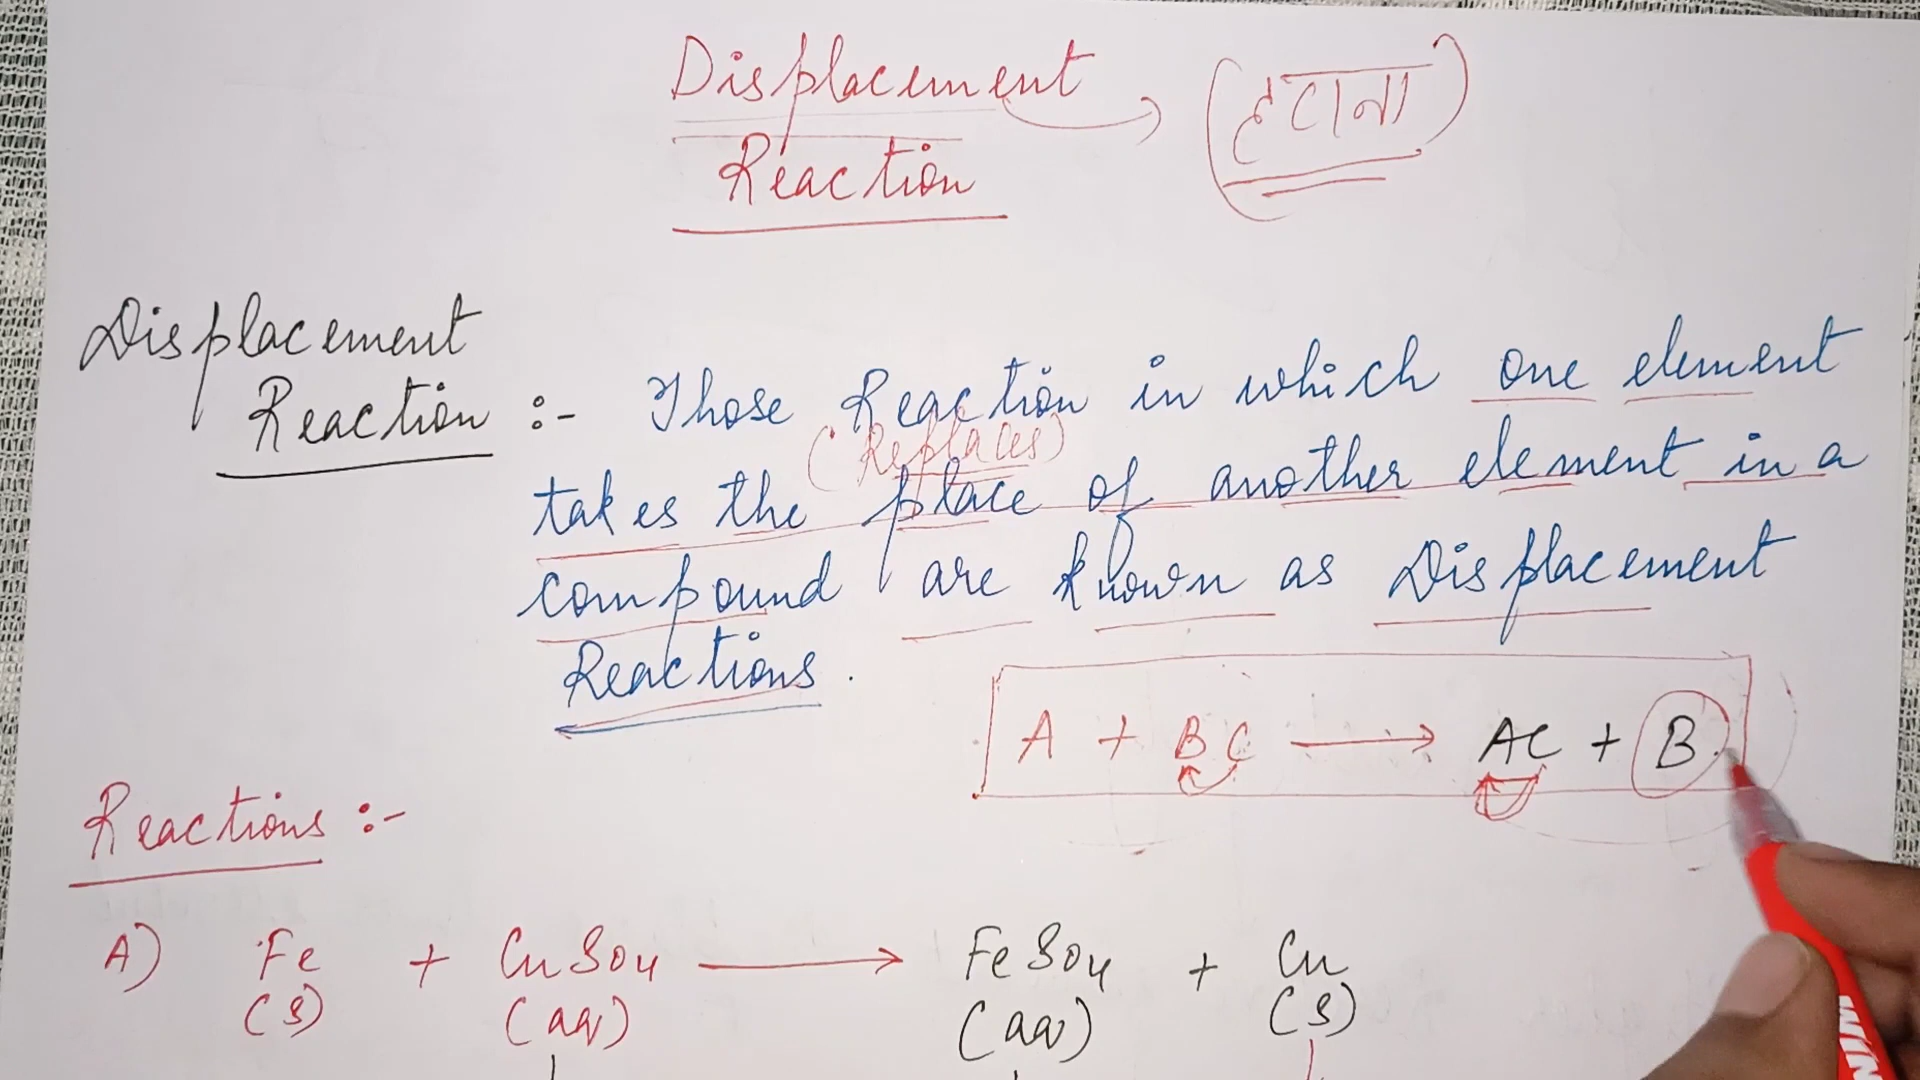 Displacement
Reaction
(हटाना)
Displacement
Reaction :- Those Reaction in which one element
(Replaces)
takes the place of another element in a
compound are known as Displacement
Reactions.
A + BC → AC + B
Reactions :-
A) Fe + CuSO4 → FeSO4 + Cu
(s) (aq) (aq) (s)